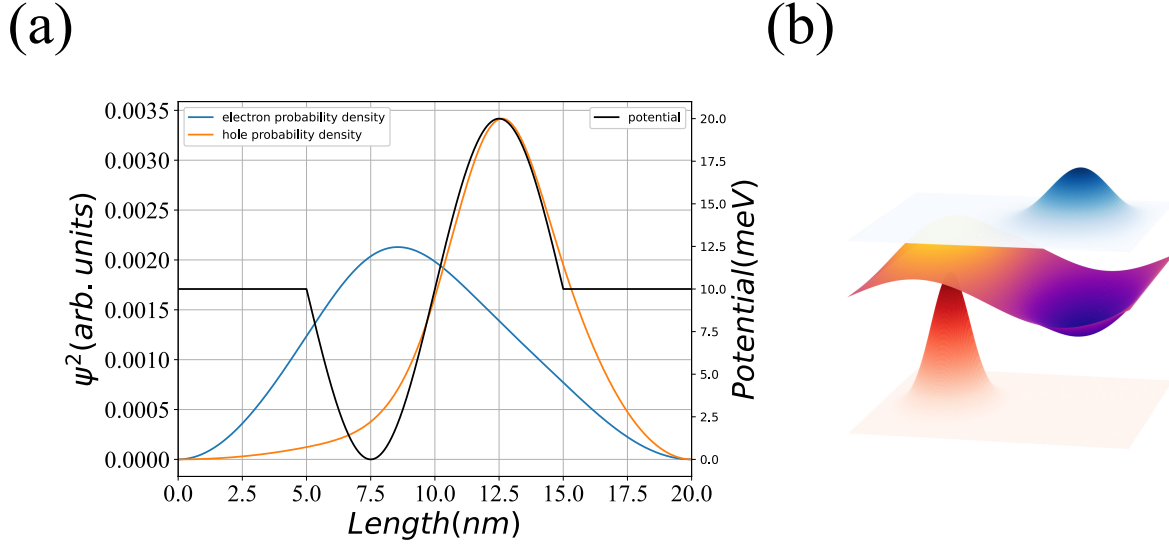 (a)
(b)
electron probability density
hole probability density
potential
ψ²(arb. units)
0.0035
0.0030
0.0025
0.0020
0.0015
0.0010
0.0005
0.0000
20.0
17.5
15.0
12.5
10.0
7.5
5.0
2.5
0.0
Potential(meV)
0.0 2.5 5.0 7.5 10.0 12.5 15.0 17.5 20.0
Length(nm)